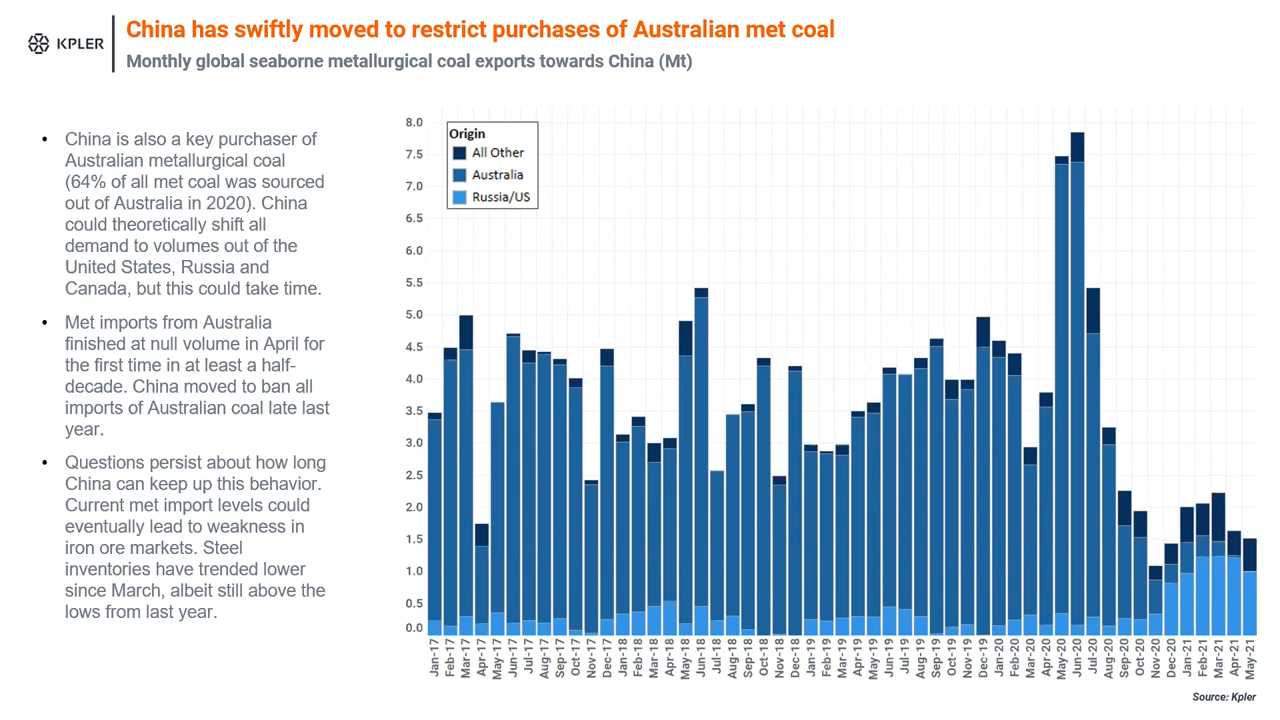 KPLER
China has swiftly moved to restrict purchases of Australian met coal
Monthly global seaborne metallurgical coal exports towards China (Mt)
• China is also a key purchaser of
Australian metallurgical coal
(64% of all met coal was sourced
out of Australia in 2020). China
could theoretically shift all
demand to volumes out of the
United States, Russia and
Canada, but this could take time.
• Met imports from Australia
finished at null volume in April for
the first time in at least a half-
decade. China moved to ban all
imports of Australian coal late last
year.
• Questions persist about how long
China can keep up this behavior.
Current met import levels could
eventually lead to weakness in
iron ore markets. Steel
inventories have trended lower
since March, albeit still above the
lows from last year.
Origin
All Other
Australia
Russia/US
8.0
7.5
7.0
6.5
6.0
5.5
5.0
4.5
4.0
3.5
3.0
2.5
2.0
1.5
1.0
0.5
0.0
Jan-17
Feb-17
Mar-17
Apr-17
May-17
Jun-17
Jul-17
Aug-17
Sep-17
Oct-17
Nov-17
Dec-17
Jan-18
Feb-18
Mar-18
Apr-18
May-18
Jun-18
Jul-18
Aug-18
Sep-18
Oct-18
Nov-18
Dec-18
Jan-19
Feb-19
Mar-19
Apr-19
May-19
Jun-19
Jul-19
Aug-19
Sep-19
Oct-19
Nov-19
Dec-19
Jan-20
Feb-20
Mar-20
Apr-20
May-20
Jun-20
Jul-20
Aug-20
Sep-20
Oct-20
Nov-20
Dec-20
Jan-21
Feb-21
Mar-21
Apr-21
May-21
Source: Kpler